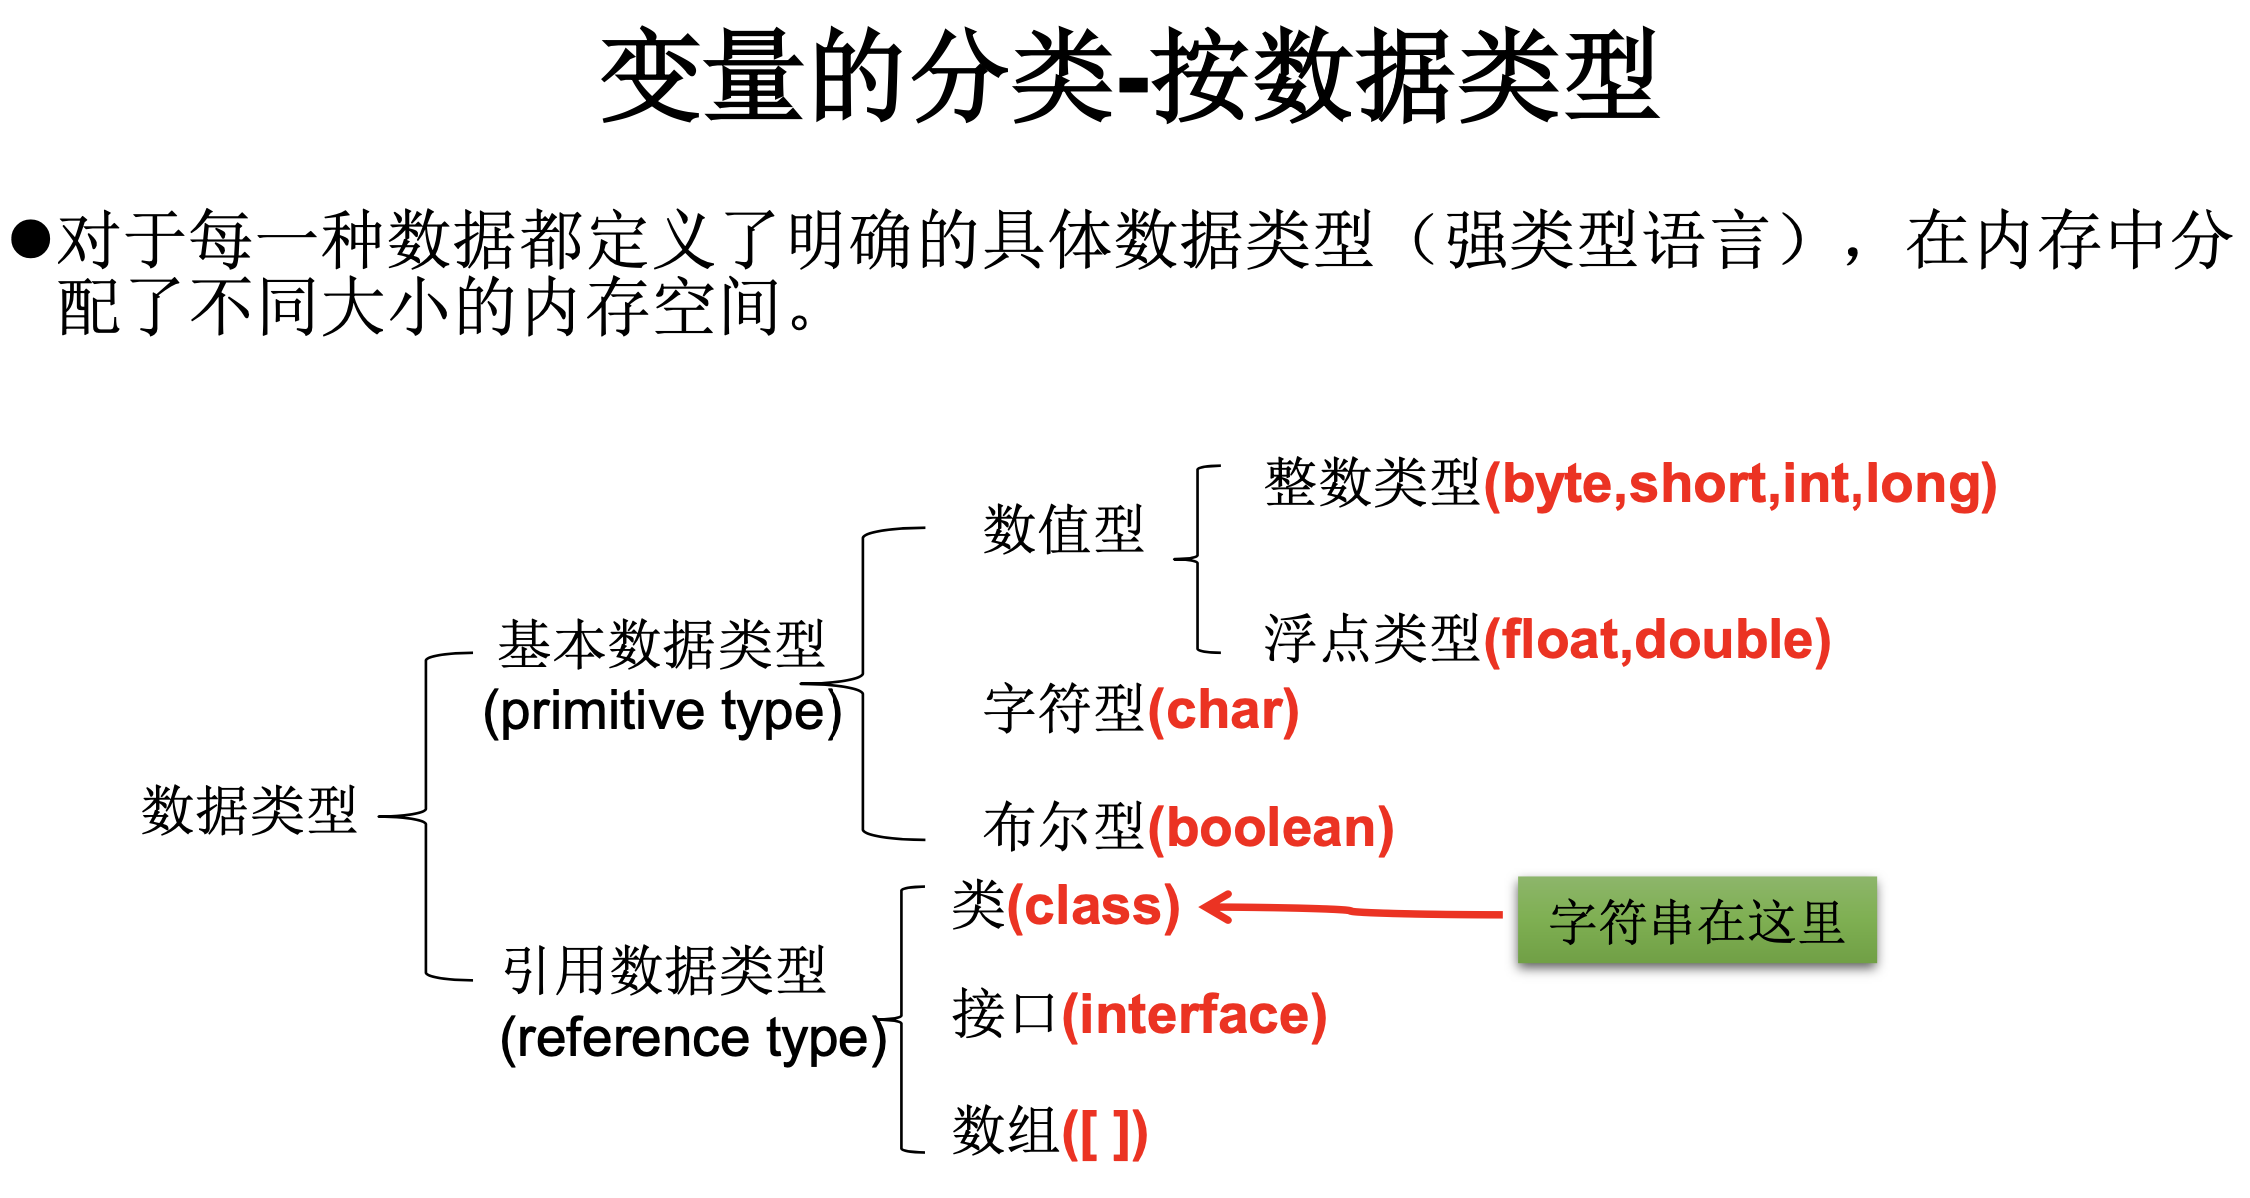 变量的分类-按数据类型
●对于每一种数据都定义了明确的具体数据类型（强类型语言），在内存中分
配了不同大小的内存空间。
整数类型(byte,short,int,long)
数值型
浮点类型(float,double)
基本数据类型
(primitive type)
字符型(char)
数据类型
布尔型(boolean)
类(class)
字符串在这里
引用数据类型
(reference type)
接口(interface)
数组([ ])